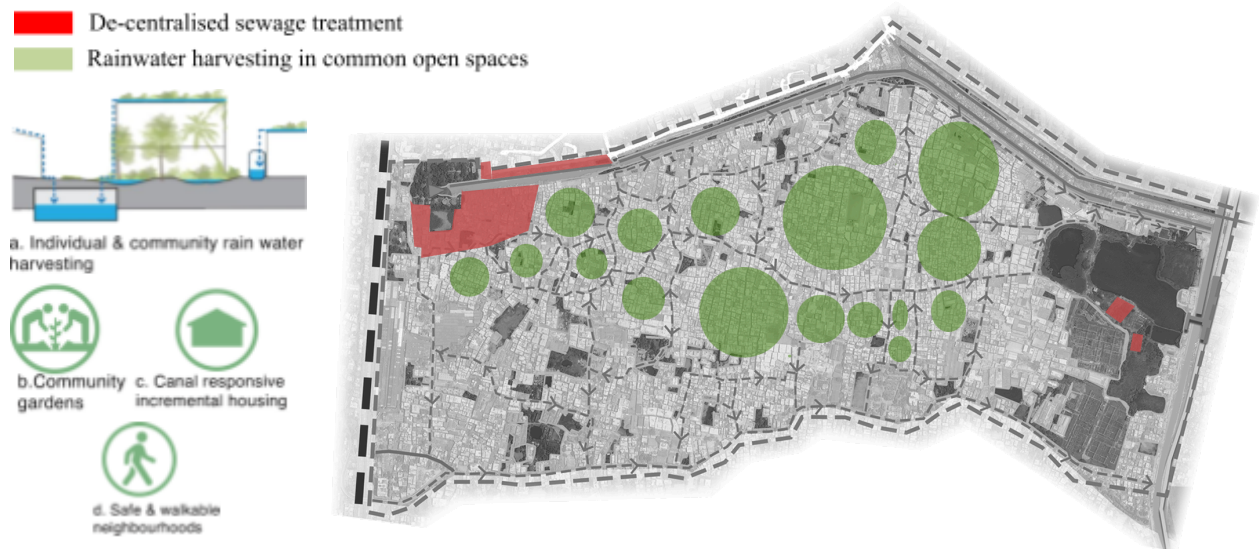 De-centralised sewage treatment
Rainwater harvesting in common open spaces
a. Individual & community rain water
harvesting
b.Community
gardens
c. Canal responsive
incremental housing
d. Safe & walkable
neighbourhoods